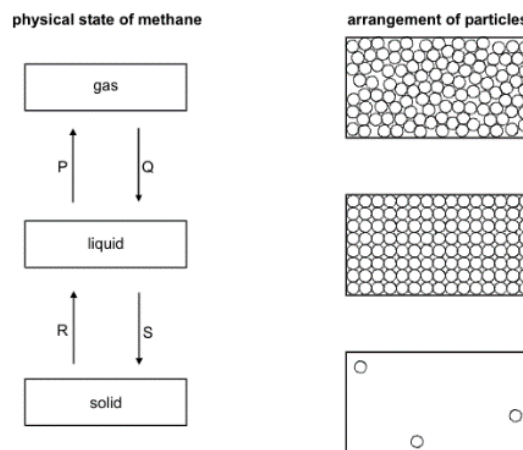 physical state of methane
arrangement of particles
gas
P
Q
liquid
R
S
solid